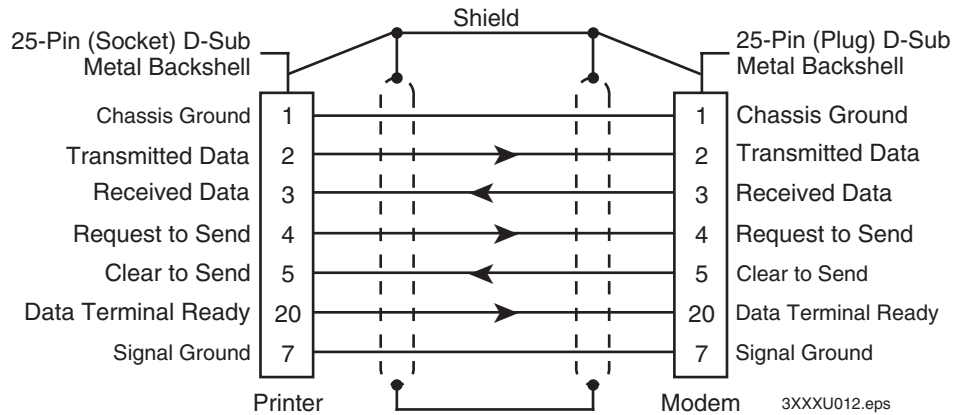 Shield
25-Pin (Socket) D-Sub
Metal Backshell
25-Pin (Plug) D-Sub
Metal Backshell
Chassis Ground 1 1 Chassis Ground
Transmitted Data 2 2 Transmitted Data
Received Data 3 3 Received Data
Request to Send 4 4 Request to Send
Clear to Send 5 5 Clear to Send
Data Terminal Ready 20 20 Data Terminal Ready
Signal Ground 7 7 Signal Ground
Printer Modem 3XXXU012.eps